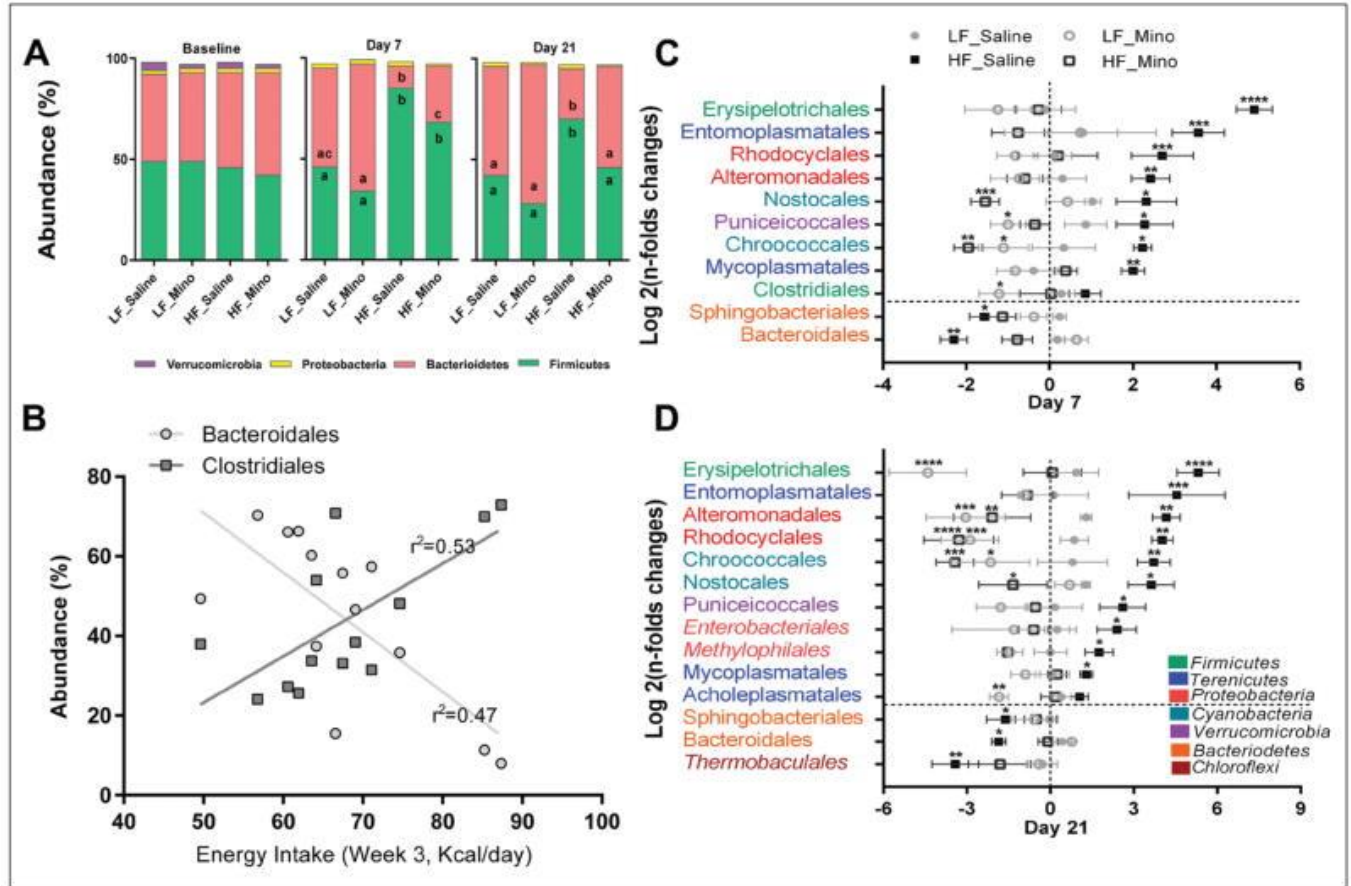 A
Baseline
Day 7
Day 21
100
50
0
Abundance (%)
ac
a
a
a
b
b
c
b
a
a
a
a
b
b
a
a
LF_Saline
LF_Mino
HF_Saline
HF_Mino
LF_Saline
LF_Mino
HF_Saline
HF_Mino
LF_Saline
LF_Mino
HF_Saline
HF_Mino
Verrucomicrobia
Proteobacteria
Bacterioidetes
Firmicutes
B
Bacteroidales
Clostridiales
80
60
40
20
0
Abundance (%)
r²=0.53
r²=0.47
40 50 60 70 80 90 100
Energy Intake (Week 3, Kcal/day)
C
LF_Saline
LF_Mino
HF_Saline
HF_Mino
Log 2(n-folds changes)
Erysipelotrichales ****
Entomoplasmatales ***
Rhodocyclales ***
Alteromonadales **
Nostocales *** *
Puniceicoccales * *
Chroococcales ** * *
Mycoplasmatales **
Clostridiales *
Sphingobacteriales *
Bacteroidales **
-4 -2 0 2 4 6
Day 7
D
Log 2(n-folds changes)
Erysipelotrichales **** ****
Entomoplasmatales ***
Alteromonadales *** ** **
Rhodocyclales **** *** **
Chroococcales *** * **
Nostocales * *
Puniceicoccales *
Enterobacteriales *
Methylophilales *
Mycoplasmatales *
Acholeplasmatales **
Sphingobacteriales *
Bacteroidales *
Thermobaculales **
-6 -3 0 3 6 9
Day 21
Firmicutes
Terenicutes
Proteobacteria
Cyanobacteria
Verrucomicrobia
Bacteriodetes
Chloroflexi